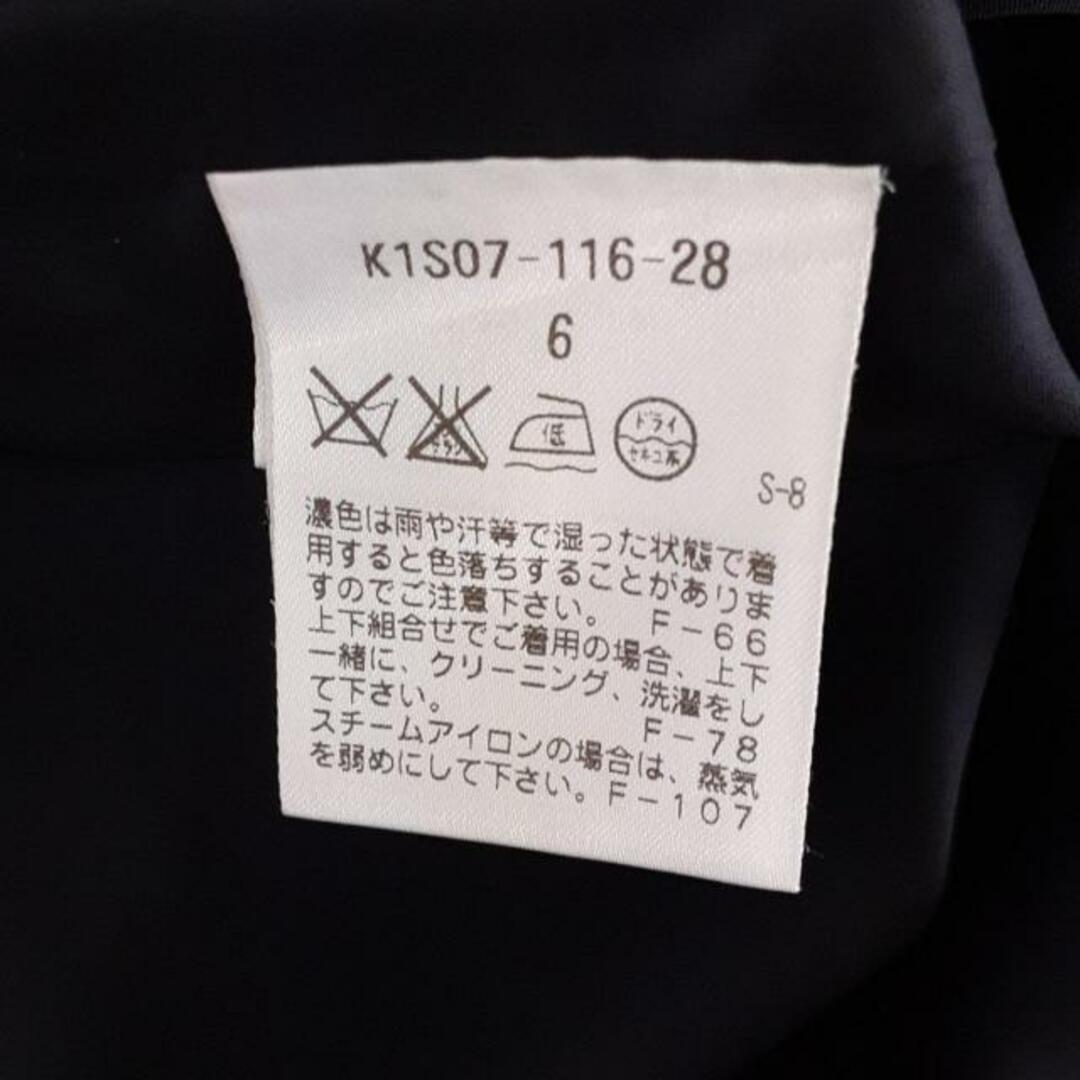 K1S07-116-28
6
低
ドライ
セキユ系
S-8
濃色は雨や汗等で湿った状態で着
用すると色落ちすることがありま
すのでご注意下さい。 F-66
上下組合せでご着用の場合、上下
一緒に、クリーニング、洗濯をし
て下さい。 F-78
スチームアイロンの場合は、蒸気
を弱めにして下さい。F-107